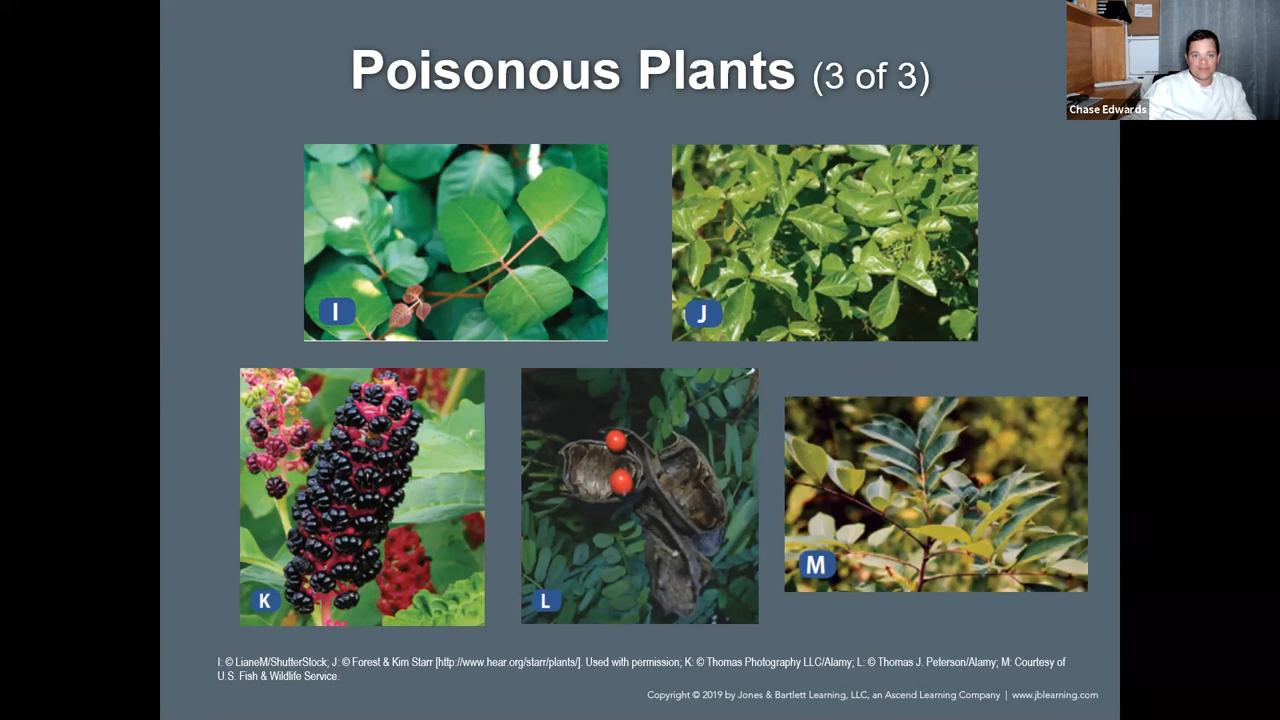 Poisonous Plants (3 of 3)
Chase Edwards
I
J
K
L
M
I: © LianeM/ShutterStock; J: © Forest & Kim Starr [http://www.hear.org/starr/plants/]. Used with permission; K: © Thomas Photography LLC/Alamy; L: © Thomas J. Peterson/Alamy; M: Courtesy of
U.S. Fish & Wildlife Service.
Copyright © 2019 by Jones & Bartlett Learning, LLC, an Ascend Learning Company | www.jblearning.com